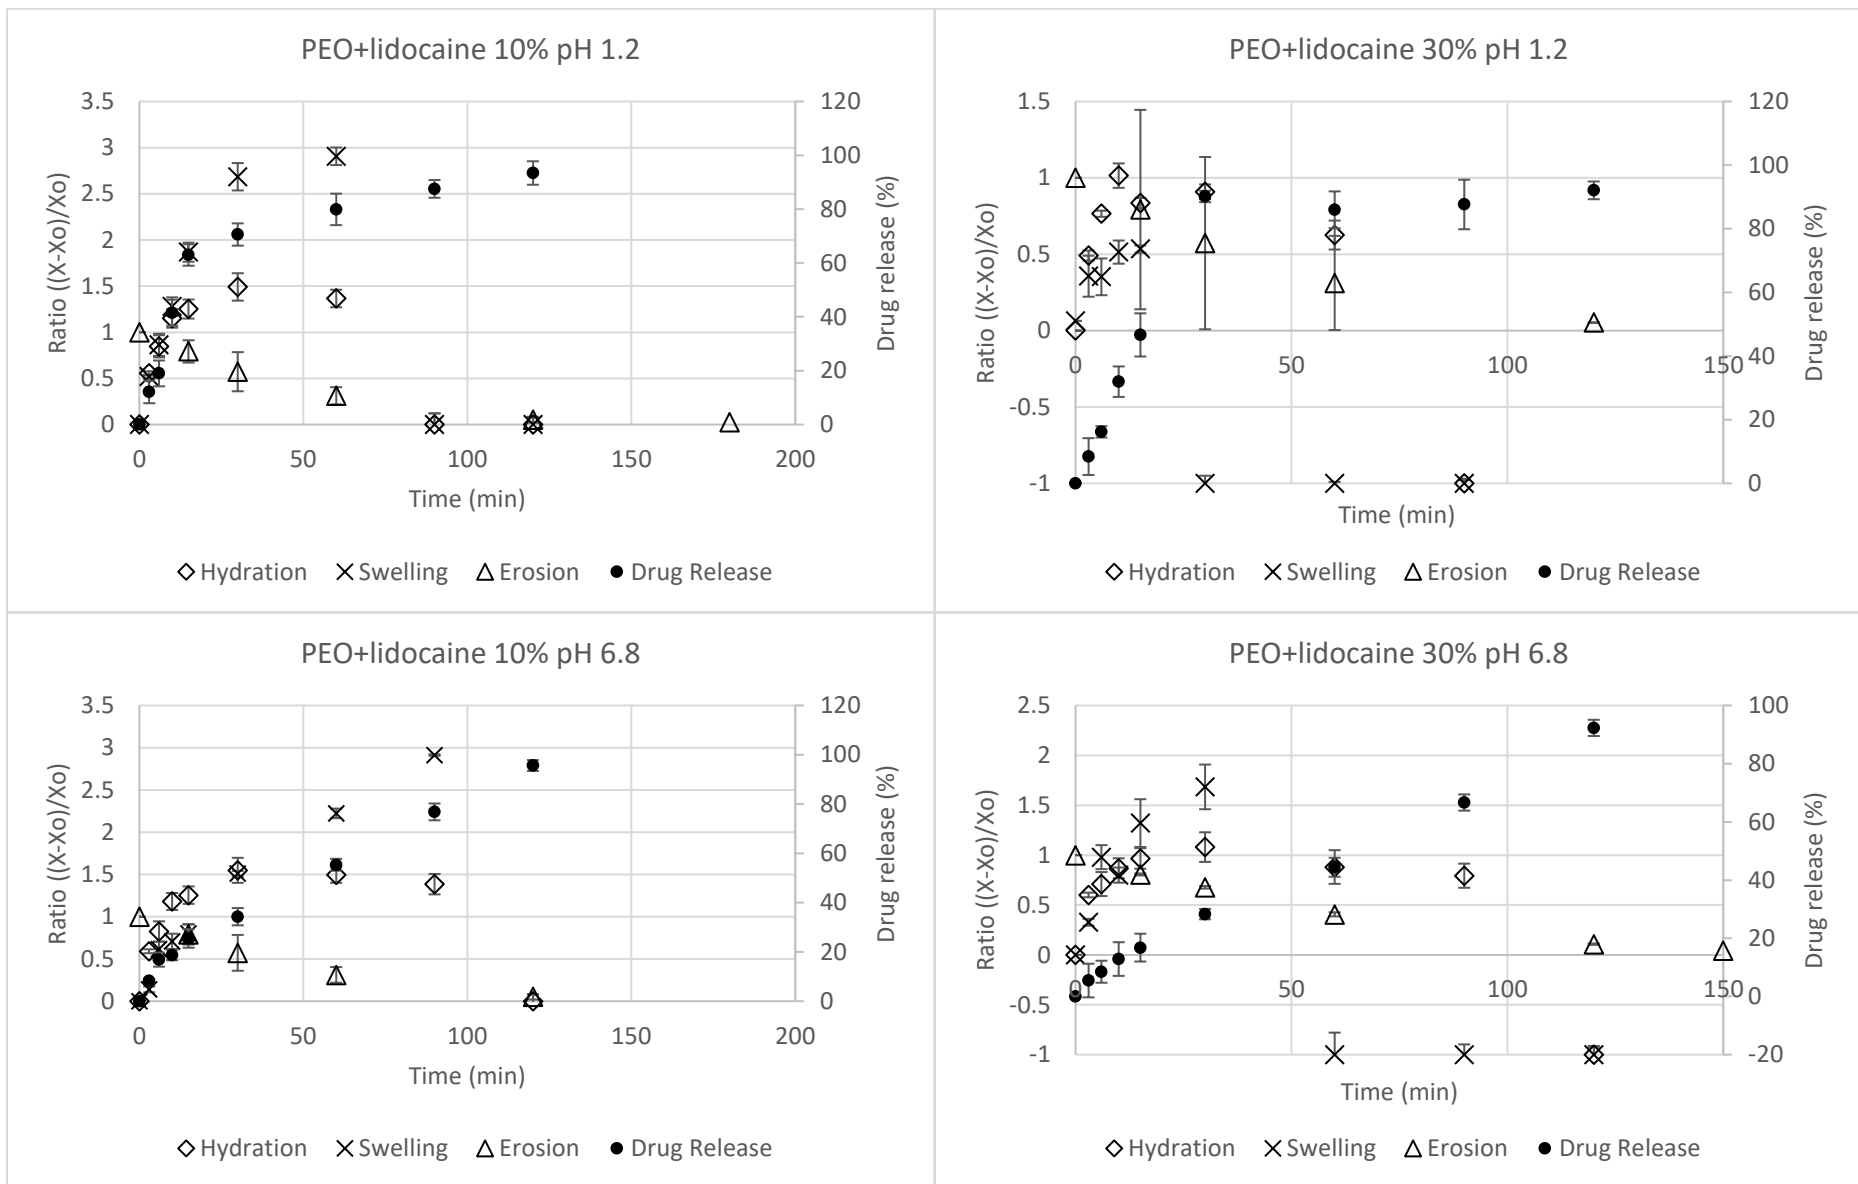 PEO+lidocaine 10% pH 1.2
3.5
3
2.5
2
1.5
1
0.5
0
120
100
80
60
40
20
0
0 50 100 150 200
Ratio ((X-Xo)/Xo)
Drug release (%)
Time (min)
Hydration Swelling Erosion Drug Release
PEO+lidocaine 30% pH 1.2
1.5
1
0.5
0
-0.5
-1
120
100
80
60
40
20
0
0 50 100 150
Ratio ((X-Xo)/Xo)
Drug release (%)
Time (min)
Hydration Swelling Erosion Drug Release
PEO+lidocaine 10% pH 6.8
3.5
3
2.5
2
1.5
1
0.5
0
120
100
80
60
40
20
0
0 50 100 150 200
Ratio ((X-Xo)/Xo)
Drug release (%)
Time (min)
Hydration Swelling Erosion Drug Release
PEO+lidocaine 30% pH 6.8
2.5
2
1.5
1
0.5
0
-0.5
-1
100
80
60
40
20
0
-20
0 50 100 150
Ratio ((X-Xo)/Xo)
Drug release (%)
Time (min)
Hydration Swelling Erosion Drug Release